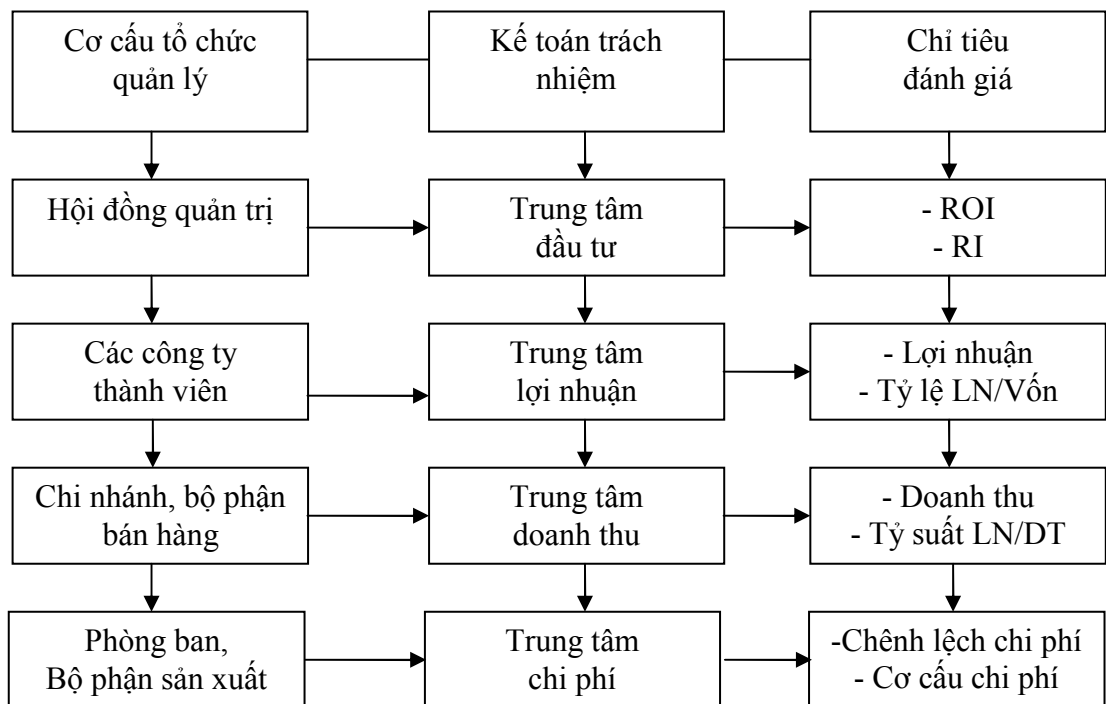 Cơ cấu tổ chức
quản lý
Kế toán trách
nhiệm
Chỉ tiêu
đánh giá
Hội đồng quản trị
Trung tâm
đầu tư
- ROI
- RI
Các công ty
thành viên
Trung tâm
lợi nhuận
- Lợi nhuận
- Tỷ lệ LN/Vốn
Chi nhánh, bộ phận
bán hàng
Trung tâm
doanh thu
- Doanh thu
- Tỷ suất LN/DT
Phòng ban,
Bộ phận sản xuất
Trung tâm
chi phí
-Chênh lệch chi phí
- Cơ cấu chi phí